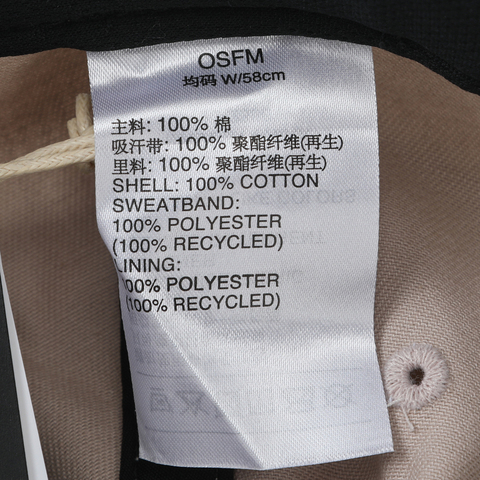 OSFM
均码 W/58cm
主料: 100% 棉
吸汗带: 100% 聚酯纤维(再生)
里料: 100% 聚酯纤维(再生)
SHELL: 100% COTTON
SWEATBAND:
100% POLYESTER
(100% RECYCLED)
LINING:
100% POLYESTER
(100% RECYCLED)